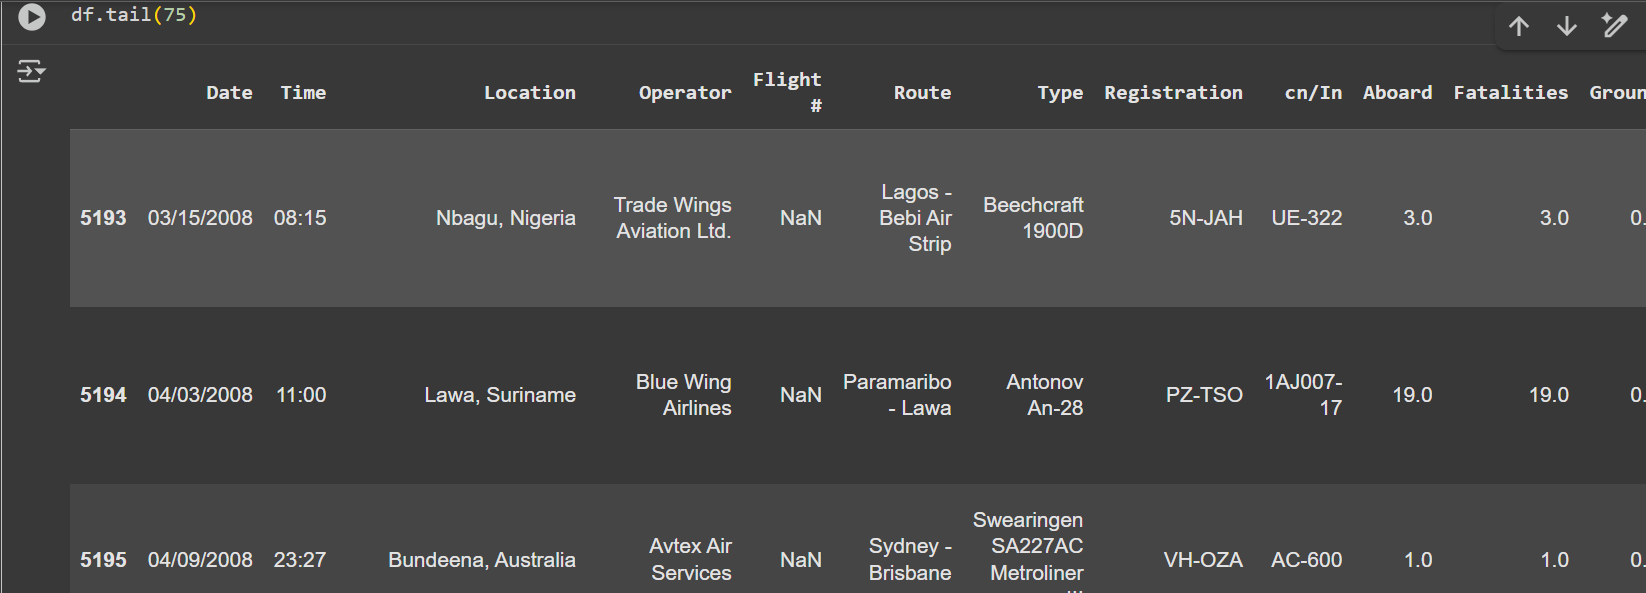 df.tail(75)
Date Time Location Operator Flight # Route Type Registration cn/In Aboard Fatalities Groun
5193 03/15/2008 08:15 Nbagu, Nigeria Trade Wings Aviation Ltd. NaN Lagos - Bebi Air Strip Beechcraft 1900D 5N-JAH UE-322 3.0 3.0 0.
5194 04/03/2008 11:00 Lawa, Suriname Blue Wing Airlines NaN Paramaribo - Lawa Antonov An-28 PZ-TSO 1AJ007-17 19.0 19.0 0.
5195 04/09/2008 23:27 Bundeena, Australia Avtex Air Services NaN Sydney - Brisbane Swearingen SA227AC Metroliner VH-OZA AC-600 1.0 1.0 0.